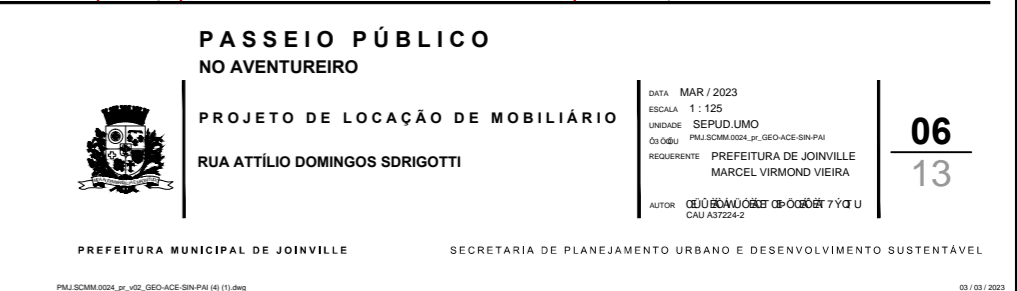 PASSEIO PÚBLICO
NO AVENTUREIRO
PROJETO DE LOCAÇÃO DE MOBILIÁRIO
RUA ATTÍLIO DOMINGOS SDRIGOTTI
DATA MAR / 2023
ESCALA 1 : 125
UNIDADE SEPUD.UMO
PMJ.SCMM.0024_pr_GEO-ACE-SIN-PAI
REQUERENTE PREFEITURA DE JOINVILLE
MARCEL VIRMOND VIEIRA
AUTOR
CAU A37224-2
06
13
PREFEITURA MUNICIPAL DE JOINVILLE
SECRETARIA DE PLANEJAMENTO URBANO E DESENVOLVIMENTO SUSTENTÁVEL
PMJ.SCMM.0024_pr_v02_GEO-ACE-SIN-PAI (4) (1).dwg
03 / 03 / 2023